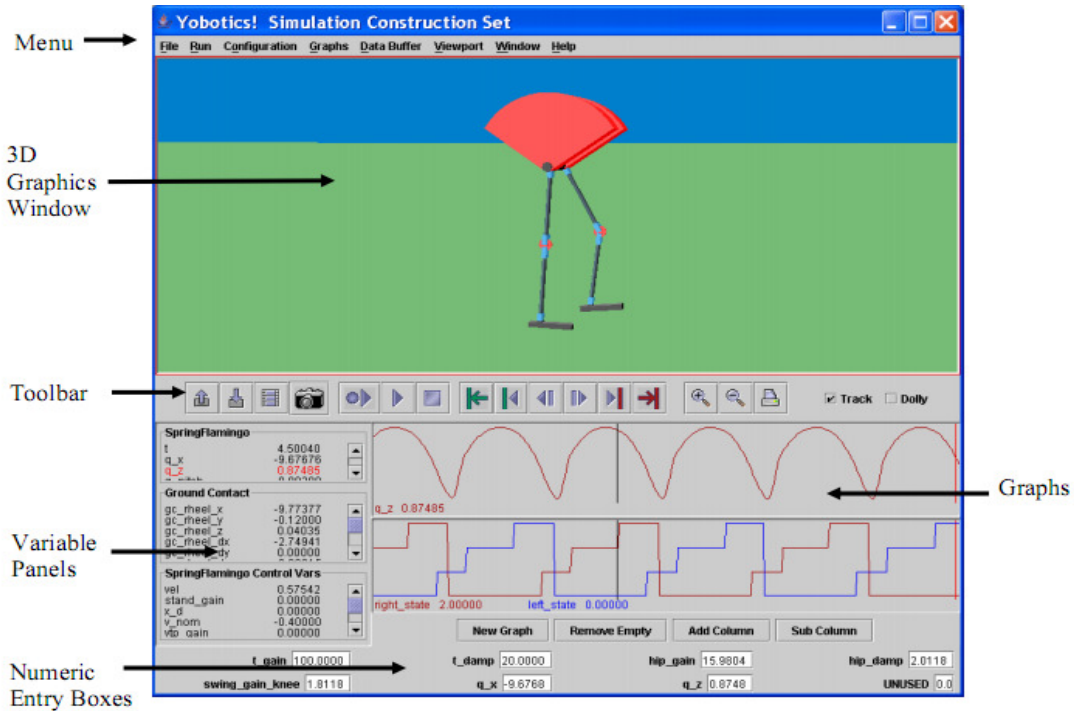 Yobotics! Simulation Construction Set
Menu
File Run Configuration Graphs Data Buffer Viewport Window Help
3D
Graphics
Window
Toolbar
Track Dolly
SpringFlamingo
t 4.50040
q_x -9.67676
q_z 0.87485
q_z 0.87485
Graphs
Ground Contact
gc_rheel_x -9.77377
gc_rheel_y -0.12000
gc_rheel_z 0.04035
gc_rheel_dx -2.74941
gc_rheel_dy 0.00000
Variable
Panels
SpringFlamingo Control Vars
vel 0.57542
stand_gain 0.00000
x_d 0.00000
v_nom -0.40000
vtp_gain 0.00000
right_state 2.00000 left_state 0.00000
New Graph Remove Empty Add Column Sub Column
Numeric
Entry Boxes
t_gain 100.0000 t_damp 20.0000 hip_gain 15.9804 hip_damp 2.0118
swing_gain_knee 1.8118 q_x -9.6768 q_z 0.8748 UNUSED 0.0